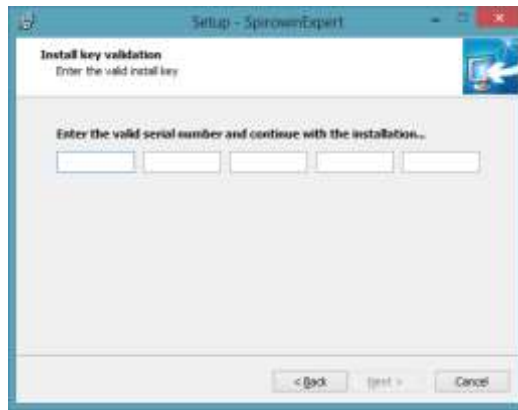 Setup - SpirownExpert
Install key validation
Enter the valid install key
Enter the valid serial number and continue with the installation...
< Back
Next >
Cancel